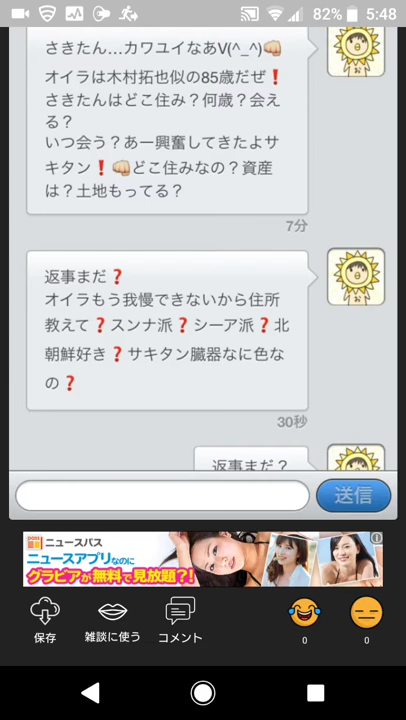 82% 5:48
さきたん…カワユイなあV(^_^)👊
オイラは木村拓也似の85歳だぜ❗
さきたんはどこ住み？何歳？会え
る？
いつ会う？あー興奮してきたよサ
キタン❗👊どこ住みなの？資産
は？土地もってる？
7分
返事まだ❓
オイラもう我慢できないから住所
教えて❓スンナ派❓シーア派❓北
朝鮮好き❓サキタン臓器なに色な
の❓
30秒
返事まだ？
お
送信
pass ニュースパス
ニュースアプリなのに
グラビアが無料で見放題?!
保存 雑談に使う コメント 0 0